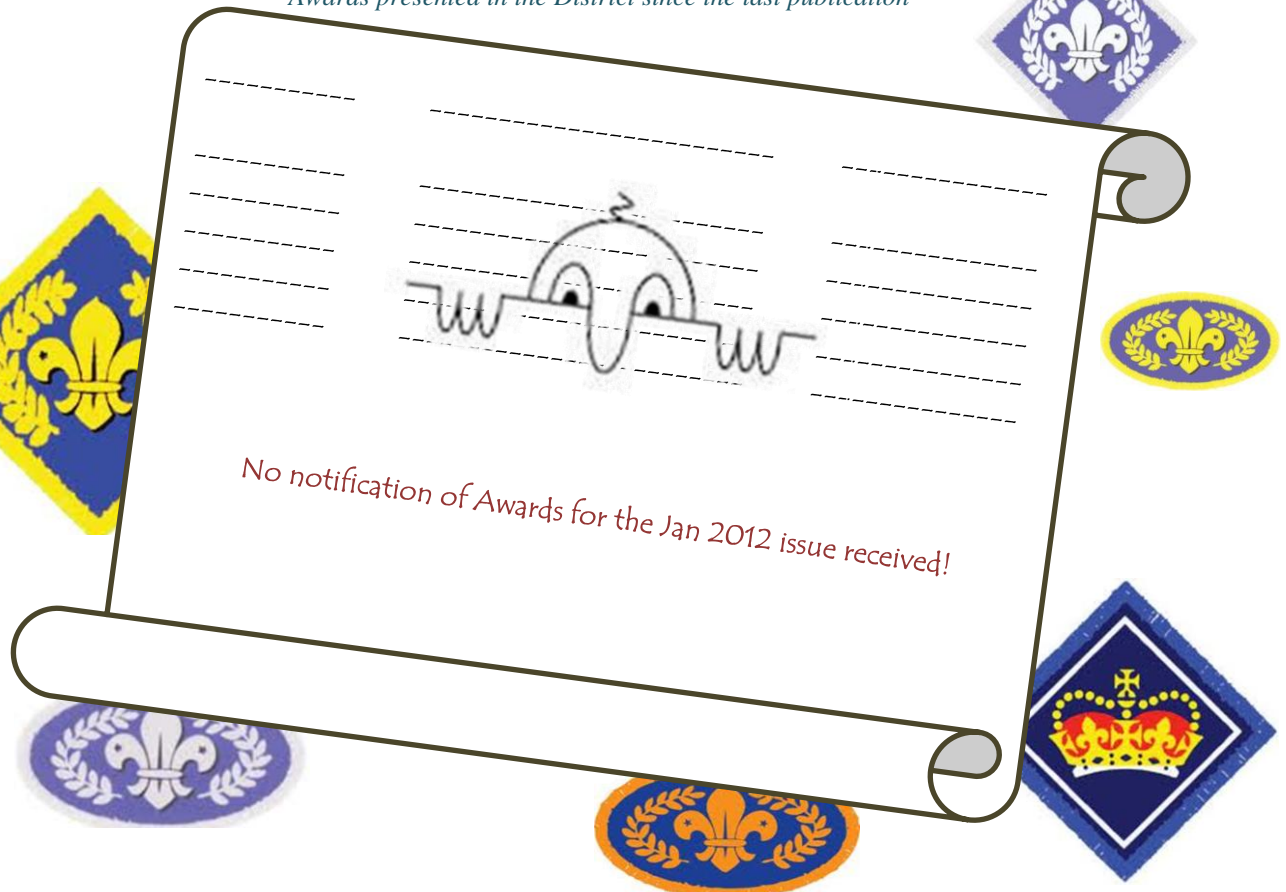 Awards presented in the District since the last publication
No notification of Awards for the Jan 2012 issue received!